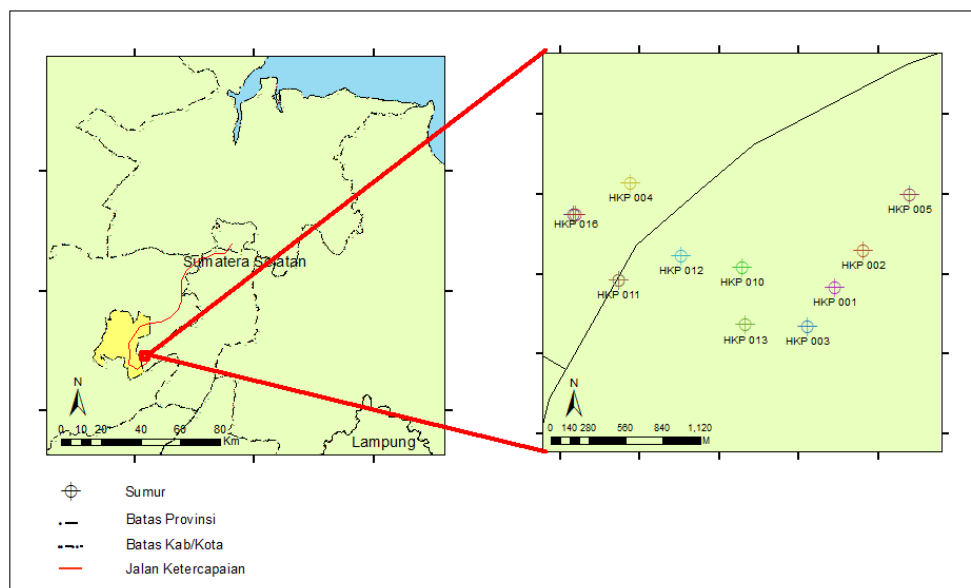 Sumatera Selatan
N
0 10 20 40 60 80
Km
Lampung
HKP 004
HKP 005
HKP 016
HKP 002
HKP 012
HKP 010
HKP 011
HKP 001
HKP 013
HKP 003
N
0 140 280 560 840 1,120
M
Sumur
Batas Provinsi
Batas Kab/Kota
Jalan Ketercapaian